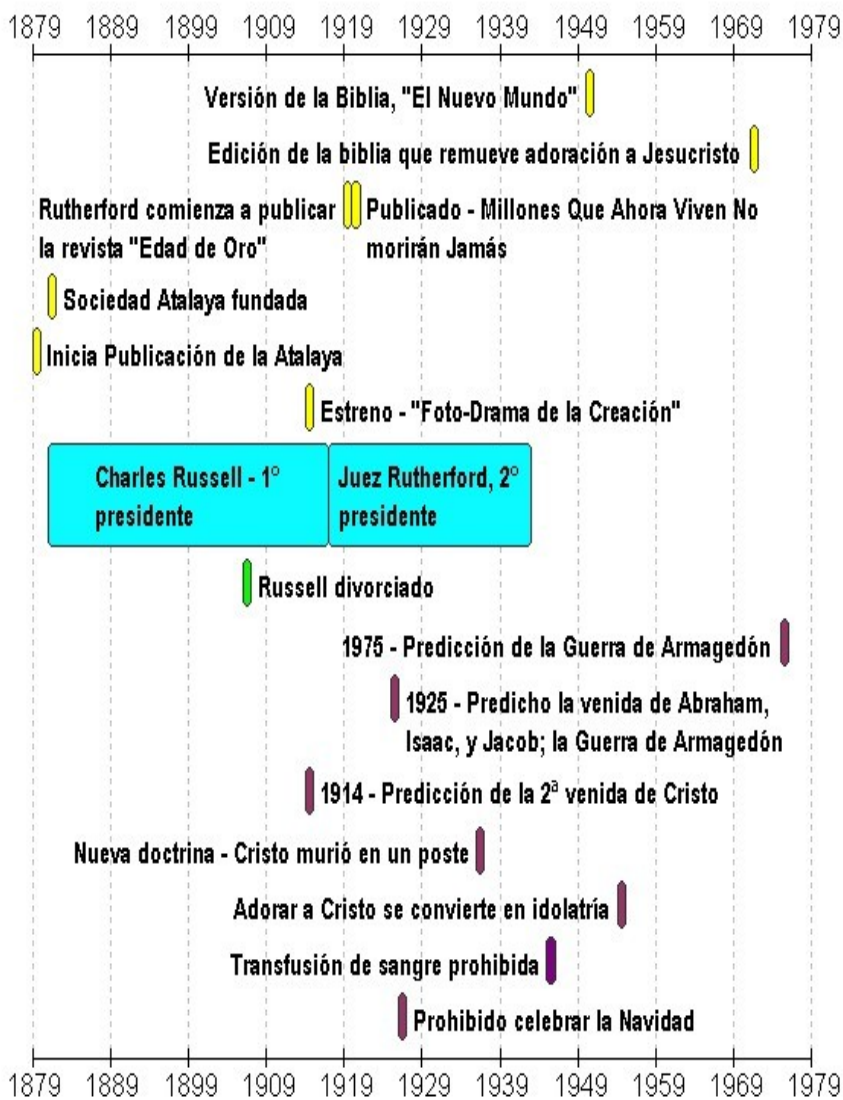 1879 1889 1899 1909 1919 1929 1939 1949 1959 1969 1979
Versión de la Biblia, "El Nuevo Mundo"
Edición de la biblia que remueve adoración a Jesucristo
Rutherford comienza a publicar
la revista "Edad de Oro"
Publicado - Millones Que Ahora Viven No
morirán Jamás
Sociedad Atalaya fundada
Inicia Publicación de la Atalaya
Estreno - "Foto-Drama de la Creación"
Charles Russell - 1º
presidente
Juez Rutherford, 2º
presidente
Russell divorciado
1975 - Predicción de la Guerra de Armagedón
1925 - Predicho la venida de Abraham,
Isaac, y Jacob; la Guerra de Armagedón
1914 - Predicción de la 2ª venida de Cristo
Nueva doctrina - Cristo murió en un poste
Adorar a Cristo se convierte en idolatría
Transfusión de sangre prohibida
Prohibido celebrar la Navidad
1879 1889 1899 1909 1919 1929 1939 1949 1959 1969 1979